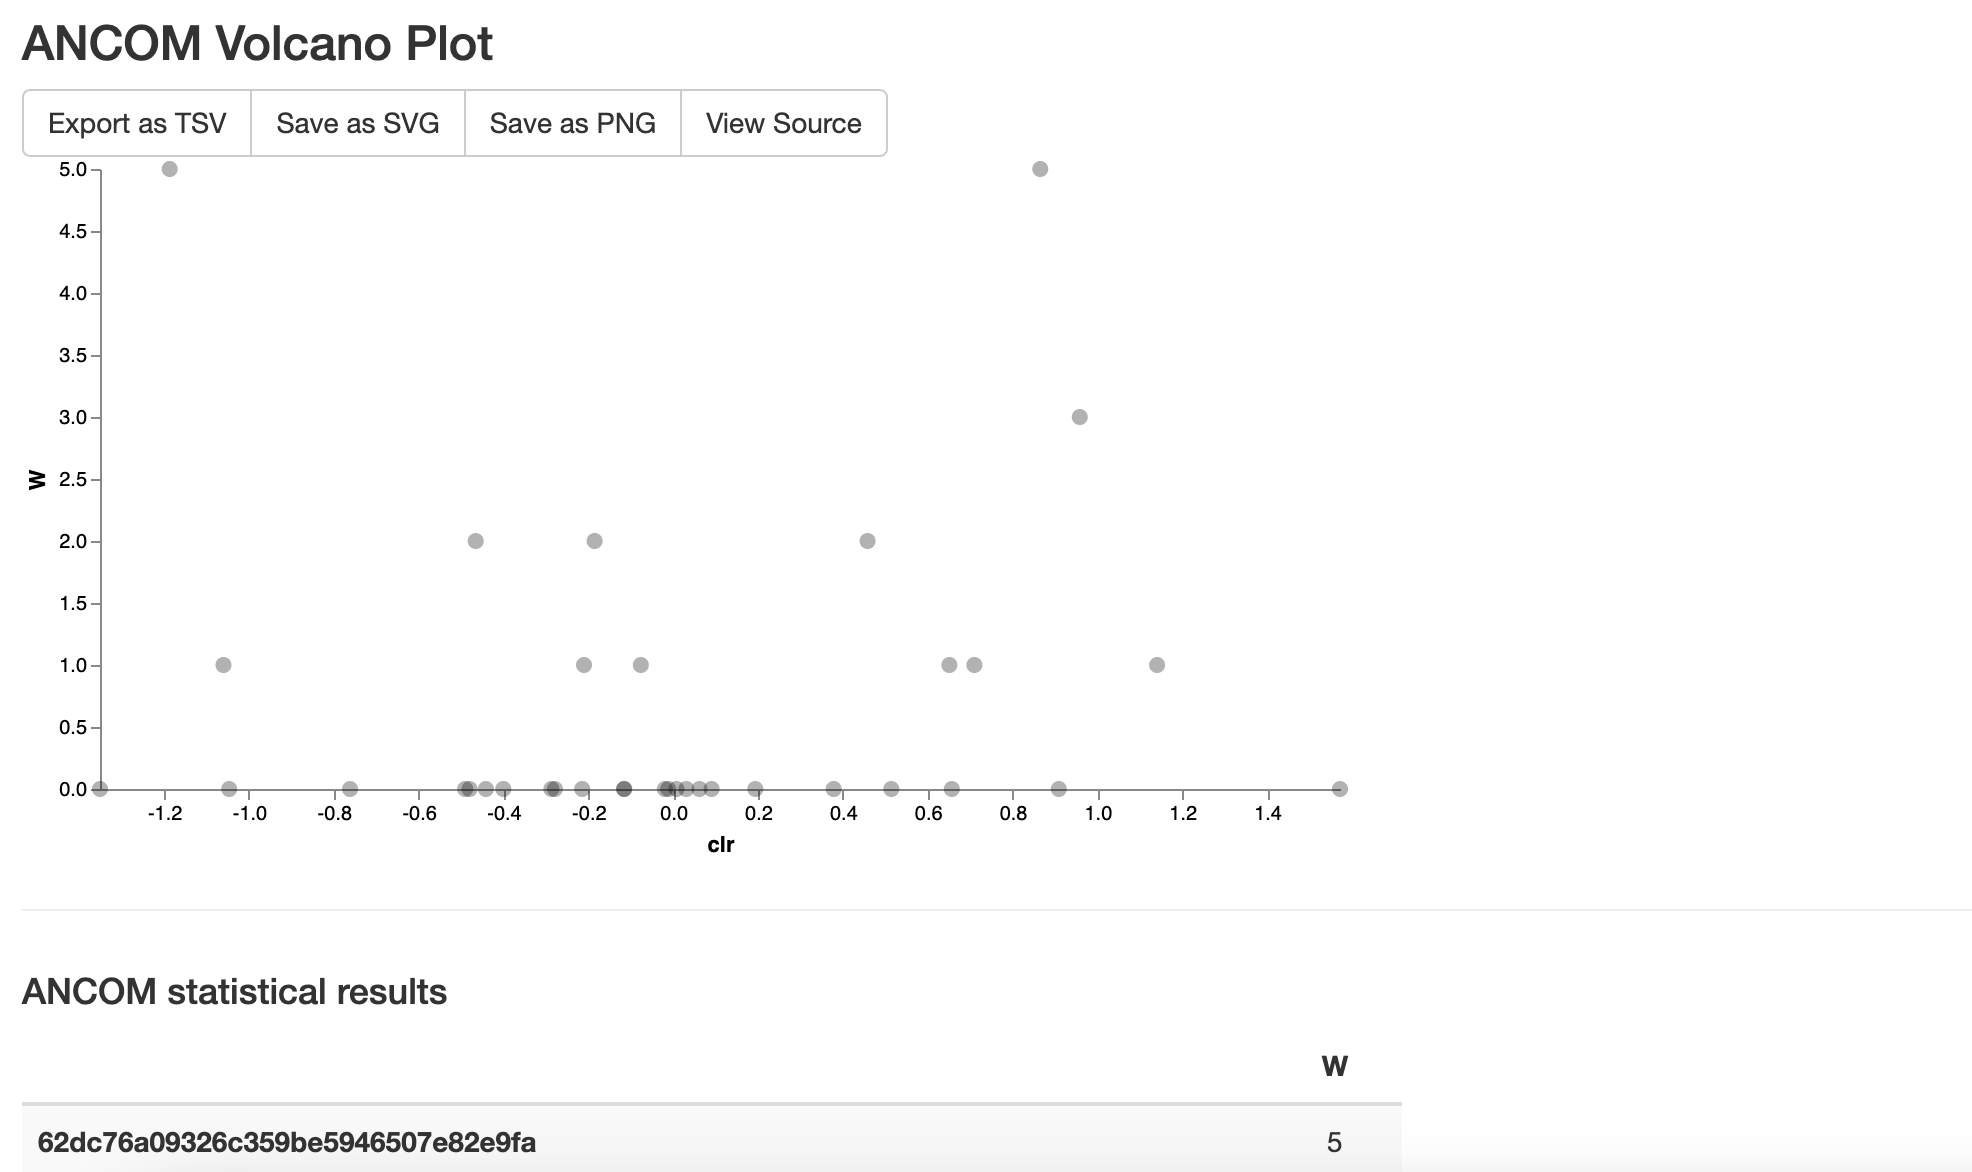 ANCOM Volcano Plot
Export as TSV Save as SVG Save as PNG View Source
5.0
4.5
4.0
3.5
3.0
W 2.5
2.0
1.5
1.0
0.5
0.0
-1.2 -1.0 -0.8 -0.6 -0.4 -0.2 0.0 0.2 0.4 0.6 0.8 1.0 1.2 1.4
clr
ANCOM statistical results
W
62dc76a09326c359be5946507e82e9fa 5